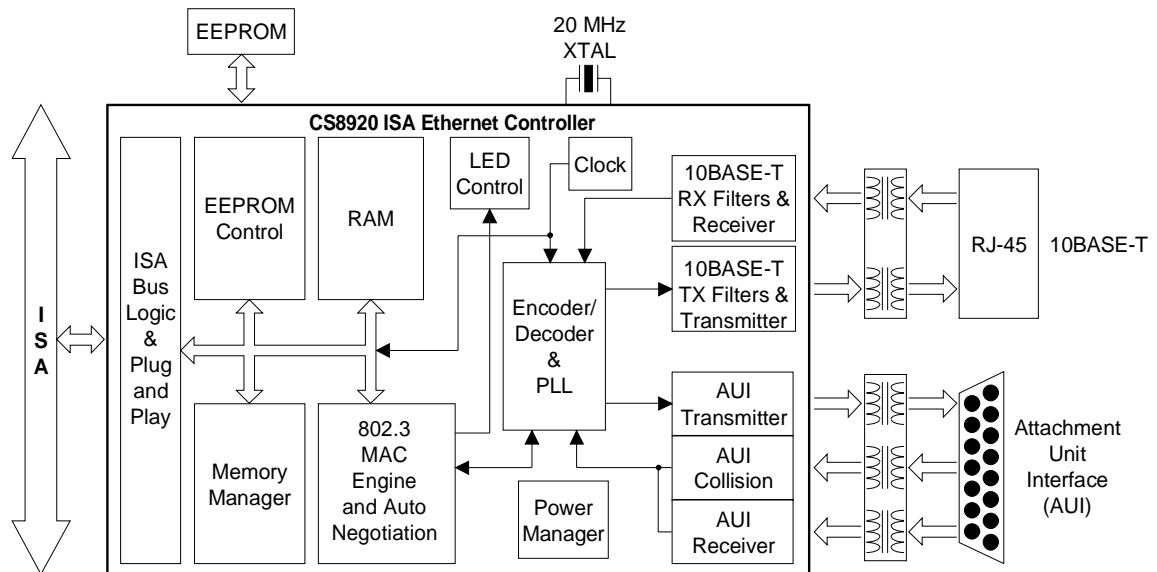 EEPROM
20 MHz
XTAL
CS8920 ISA Ethernet Controller
ISA
ISA
Bus
Logic
&
Plug
and
Play
EEPROM
Control
RAM
LED
Control
Clock
10BASE-T
RX Filters &
Receiver
10BASE-T
TX Filters &
Transmitter
Encoder/
Decoder
&
PLL
AUI
Transmitter
AUI
Collision
AUI
Receiver
Memory
Manager
802.3
MAC
Engine
and Auto
Negotiation
Power
Manager
RJ-45
10BASE-T
Attachment
Unit
Interface
(AUI)